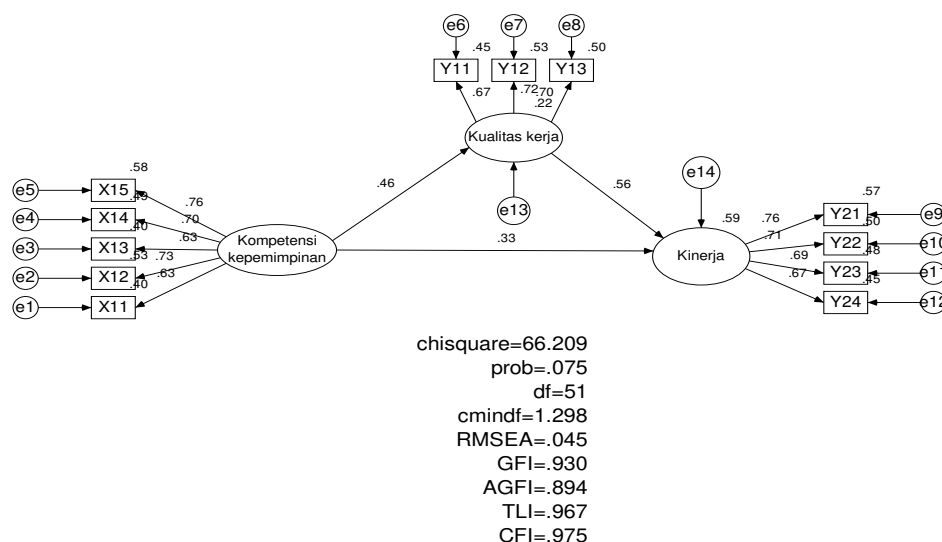 e6 e7 e8
.45 .53 .50
Y11 Y12 Y13
.67 .72 .70
.22
Kualitas kerja
.58
e5 X15
.49
.76
.46
e13
.56
e14
.57
e4 X14
.40
.70
.59
.76
Y21 e9
.50
e3 X13
.53
.63
Kompetensi
kepemimpinan
.33
Kinerja
.71
Y22 e10
.48
e2 X12
.40
.73
.69
Y23 e11
.45
e1 X11
.63
.67
Y24 e12
chisquare=66.209
prob=.075
df=51
cmindf=1.298
RMSEA=.045
GFI=.930
AGFI=.894
TLI=.967
CFI=.975